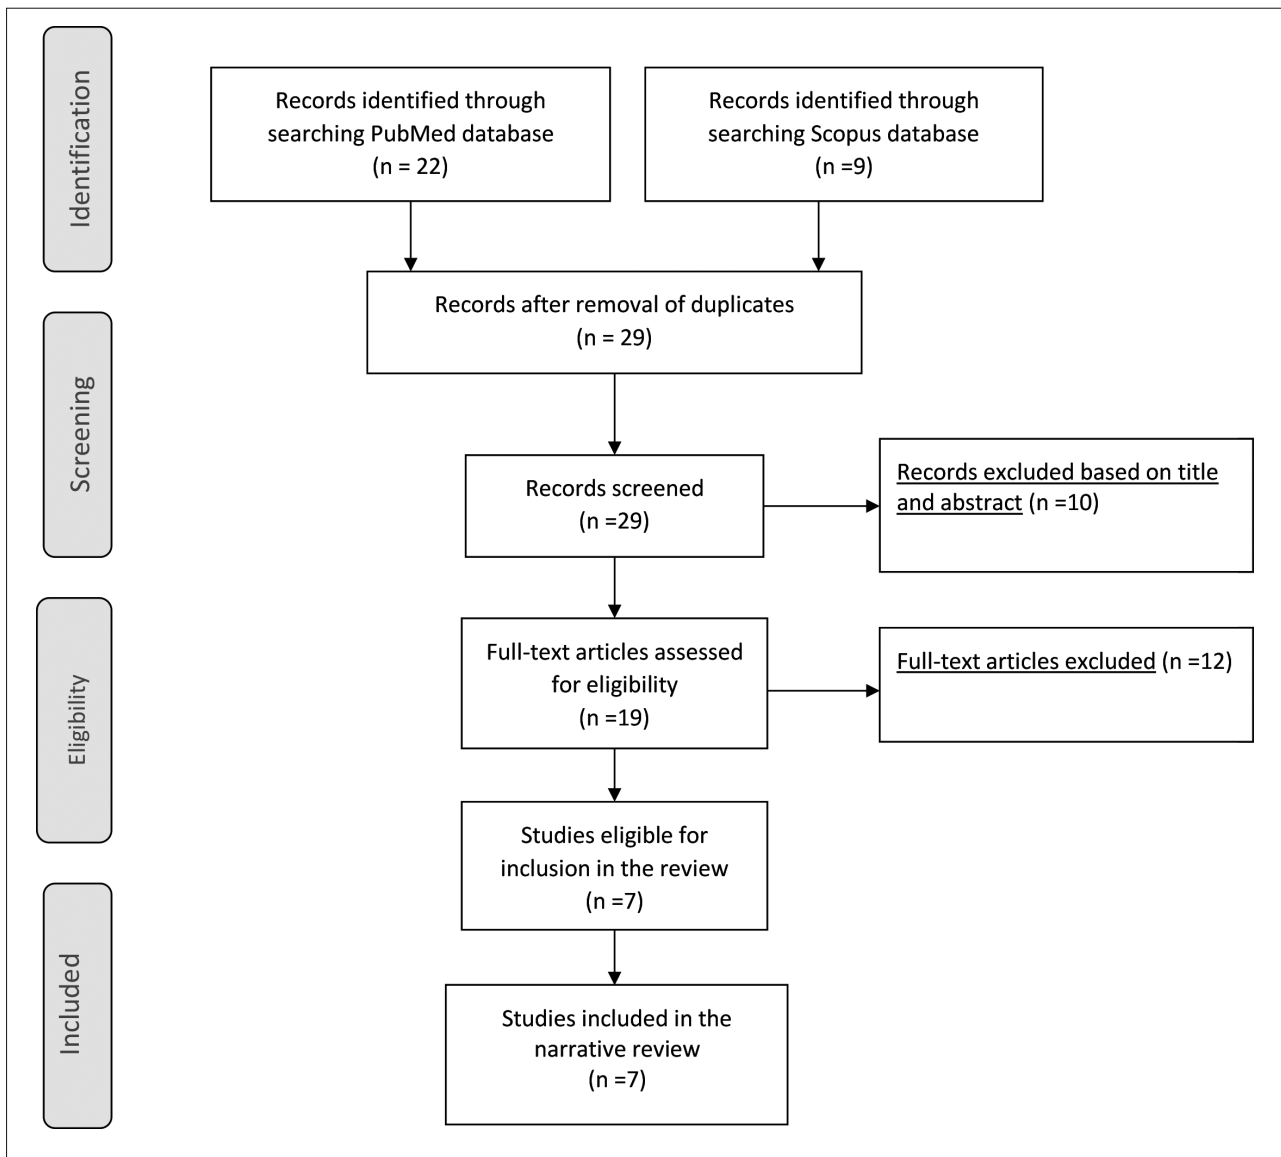 Identification
Records identified through
searching PubMed database
(n = 22)
Records identified through
searching Scopus database
(n =9)
Records after removal of duplicates
(n = 29)
Screening
Records screened
(n =29)
Records excluded based on title
and abstract (n =10)
Eligibility
Full-text articles assessed
for eligibility
(n =19)
Full-text articles excluded (n =12)
Studies eligible for
inclusion in the review
(n =7)
Included
Studies included in the
narrative review
(n =7)